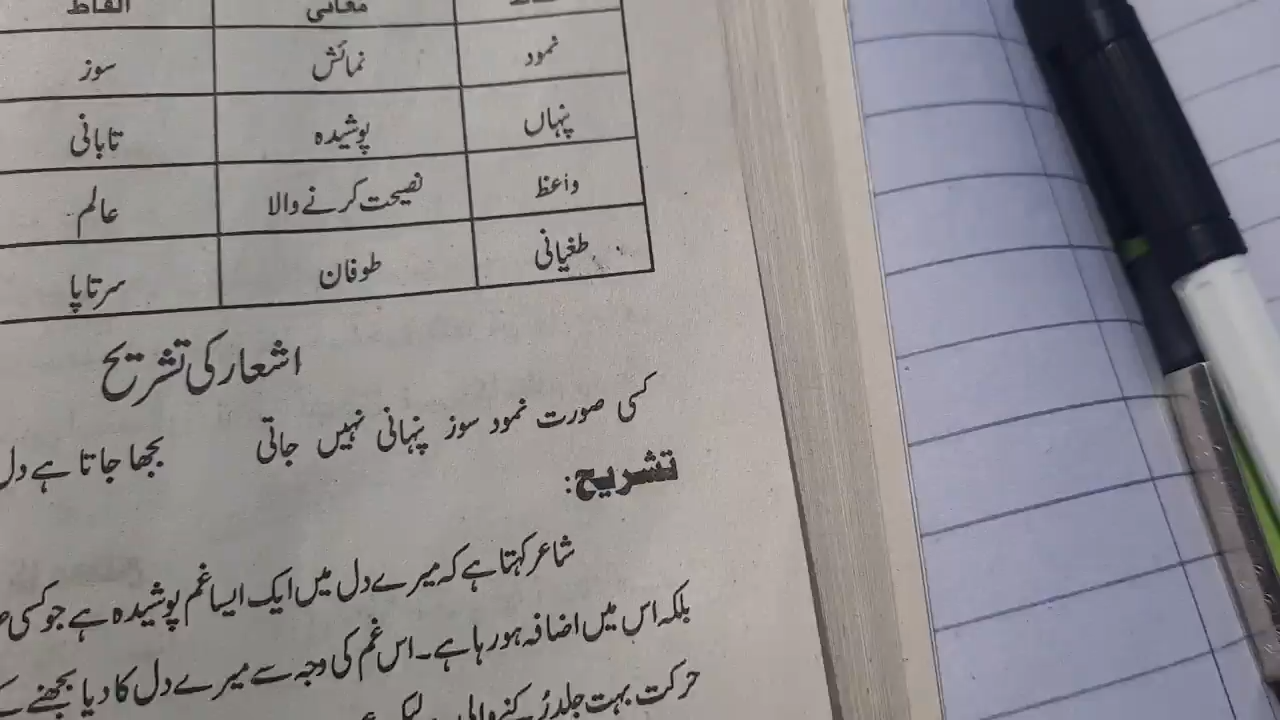 الفاظ معانی الفاظ
نمود نمائش سوز
پنہاں پوشیدہ تابانی
واعظ نصیحت کرنے والا عالم
طغیانی طوفان سرتاپا
اشعار کی تشریح
کسی صورت نمود سوز پنہانی نہیں جاتی بجھا جاتا ہے دل
تشریح:
شاعر کہتا ہے کہ میرے دل میں ایک ایسا غم پوشیدہ ہے جو کسی
بلکہ اس میں اضافہ ہو رہا ہے۔ اس غم کی وجہ سے میرے دل کا دیا بجھنے
حرکت بہت جلد